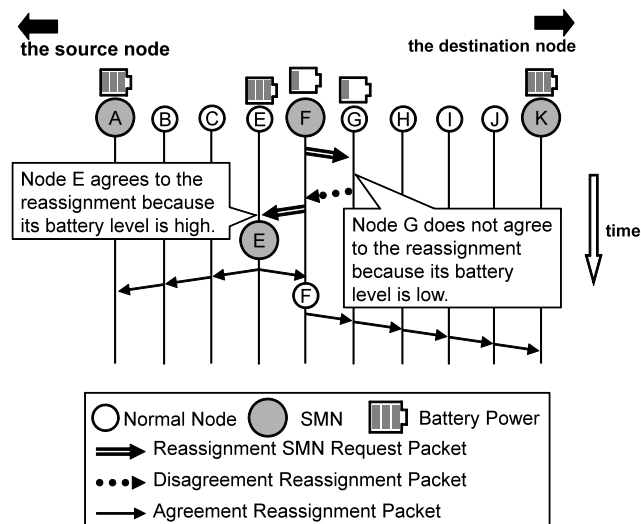 the source node
the destination node
A B C E F G H I J K
Node E agrees to the
reassignment because
its battery level is high.
E
Node G does not agree
to the reassignment
because its battery
level is low.
time
F
Normal Node
SMN
Battery Power
Reassignment SMN Request Packet
Disagreement Reassignment Packet
Agreement Reassignment Packet